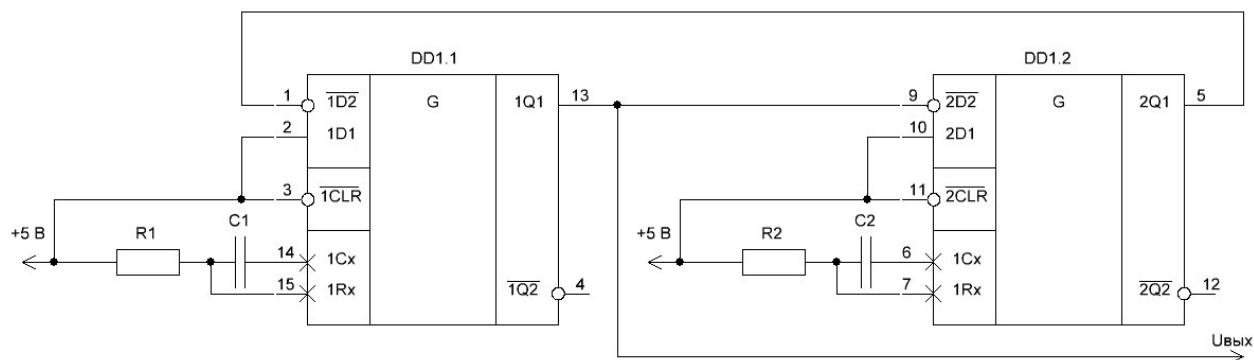 DD1.1 DD1.2
1 1D2 G 1Q1 13 9 2D2 G 2Q1 5
2 1D1 10 2D1
3 1CLR 11 2CLR
+5 В R1 C1 +5 В R2 C2
14 1Cx 6 1Cx
15 1Rx 1Q2 4 7 1Rx 2Q2 12
Uвых